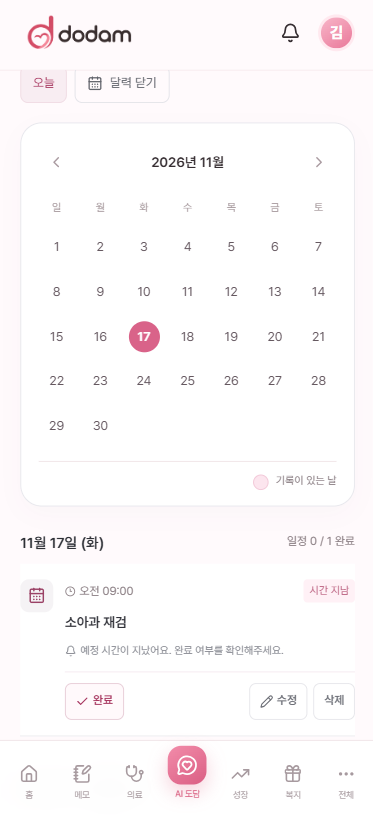 dodam
김
오늘 달력 닫기
2026년 11월
일 월 화 수 목 금 토
1 2 3 4 5 6 7
8 9 10 11 12 13 14
15 16 17 18 19 20 21
22 23 24 25 26 27 28
29 30
기록이 있는 날
11월 17일 (화) 일정 0 / 1 완료
오전 09:00 시간 지남
소아과 재검
예정 시간이 지났어요. 완료 여부를 확인해주세요.
완료 수정 삭제
홈 메모 의료 AI 도담 성장 복지 전체